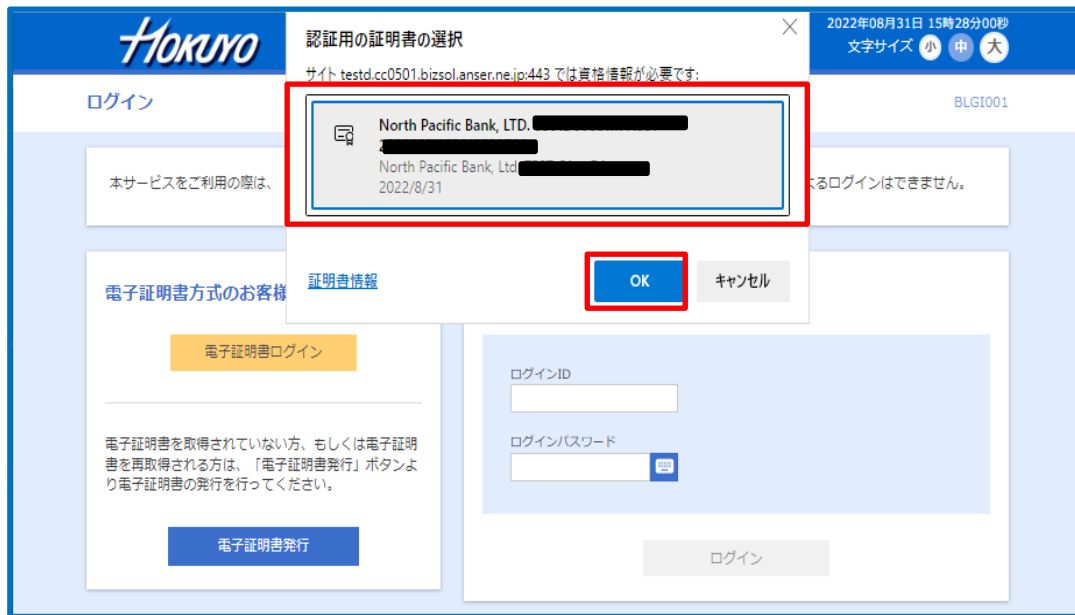 HOKUYO
2022年08月31日 15時28分00秒
文字サイズ 小 中 大
認証用の証明書の選択
サイト testd.cc0501.bizsol.anser.ne.jp:443 では資格情報が必要です:
North Pacific Bank, LTD.
North Pacific Bank, Ltd
2022/8/31
証明書情報
OK
キャンセル
ログイン
BLGI001
本サービスをご利用の際は、
よるログインはできません。
電子証明書方式のお客様
電子証明書ログイン
電子証明書を取得されていない方、もしくは電子証明
書を再取得される方は、「電子証明書発行」ボタンよ
り電子証明書の発行を行ってください。
電子証明書発行
ログインID
ログインパスワード
ログイン